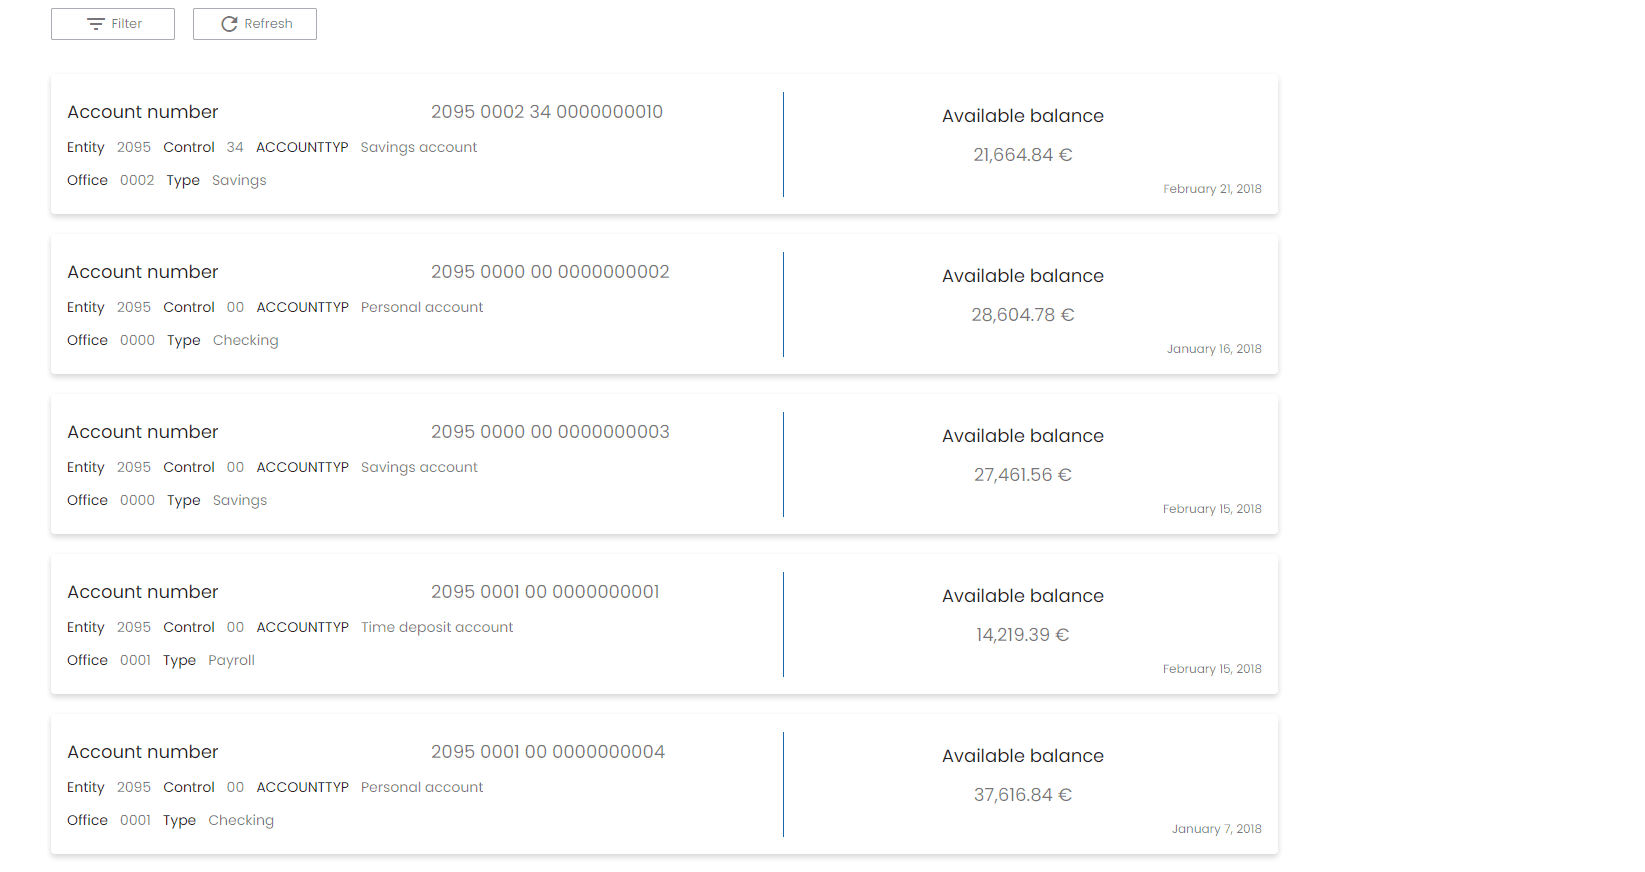 Filter Refresh
Account number 2095 0002 34 0000000010 Available balance
Entity 2095 Control 34 ACCOUNTTYP Savings account 21,664.84 €
Office 0002 Type Savings February 21, 2018
Account number 2095 0000 00 0000000002 Available balance
Entity 2095 Control 00 ACCOUNTTYP Personal account 28,604.78 €
Office 0000 Type Checking January 16, 2018
Account number 2095 0000 00 0000000003 Available balance
Entity 2095 Control 00 ACCOUNTTYP Savings account 27,461.56 €
Office 0000 Type Savings February 15, 2018
Account number 2095 0001 00 0000000001 Available balance
Entity 2095 Control 00 ACCOUNTTYP Time deposit account 14,219.39 €
Office 0001 Type Payroll February 15, 2018
Account number 2095 0001 00 0000000004 Available balance
Entity 2095 Control 00 ACCOUNTTYP Personal account 37,616.84 €
Office 0001 Type Checking January 7, 2018